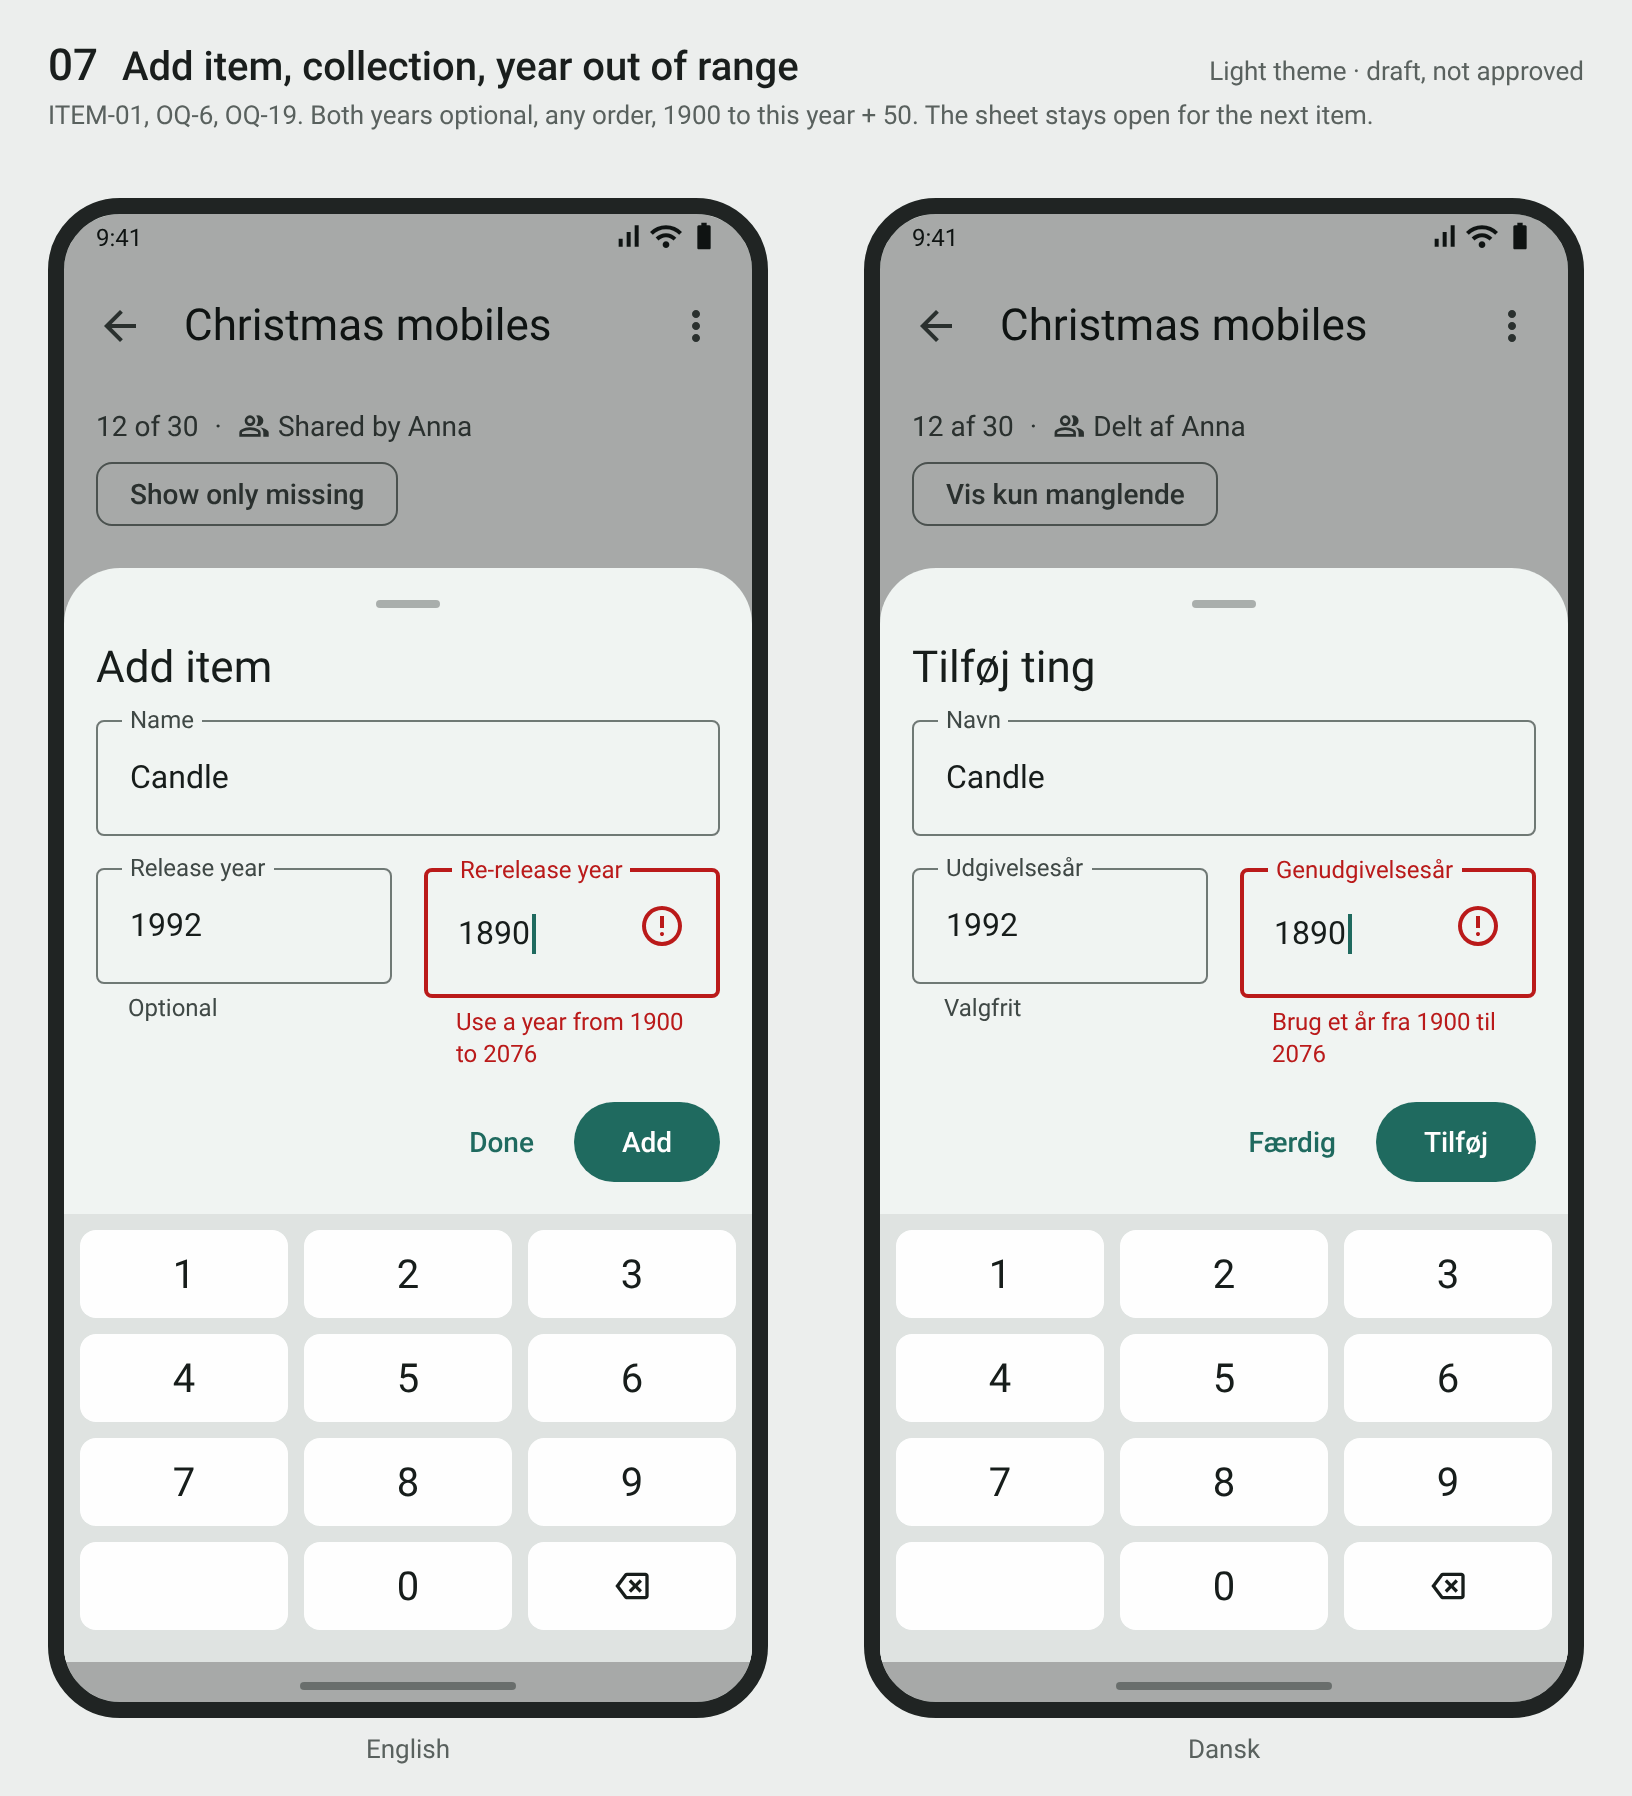 07 Add item, collection, year out of range
Light theme · draft, not approved
ITEM-01, OQ-6, OQ-19. Both years optional, any order, 1900 to this year + 50. The sheet stays open for the next item.
9:41
Christmas mobiles
12 of 30 · Shared by Anna
Show only missing
Add item
Name
Candle
Release year
1992
Optional
Re-release year
1890
Use a year from 1900
to 2076
Done
Add
1 2 3
4 5 6
7 8 9
0
English
9:41
Christmas mobiles
12 af 30 · Delt af Anna
Vis kun manglende
Tilføj ting
Navn
Candle
Udgivelsesår
1992
Valgfrit
Genudgivelsesår
1890
Brug et år fra 1900 til
2076
Færdig
Tilføj
1 2 3
4 5 6
7 8 9
0
Dansk